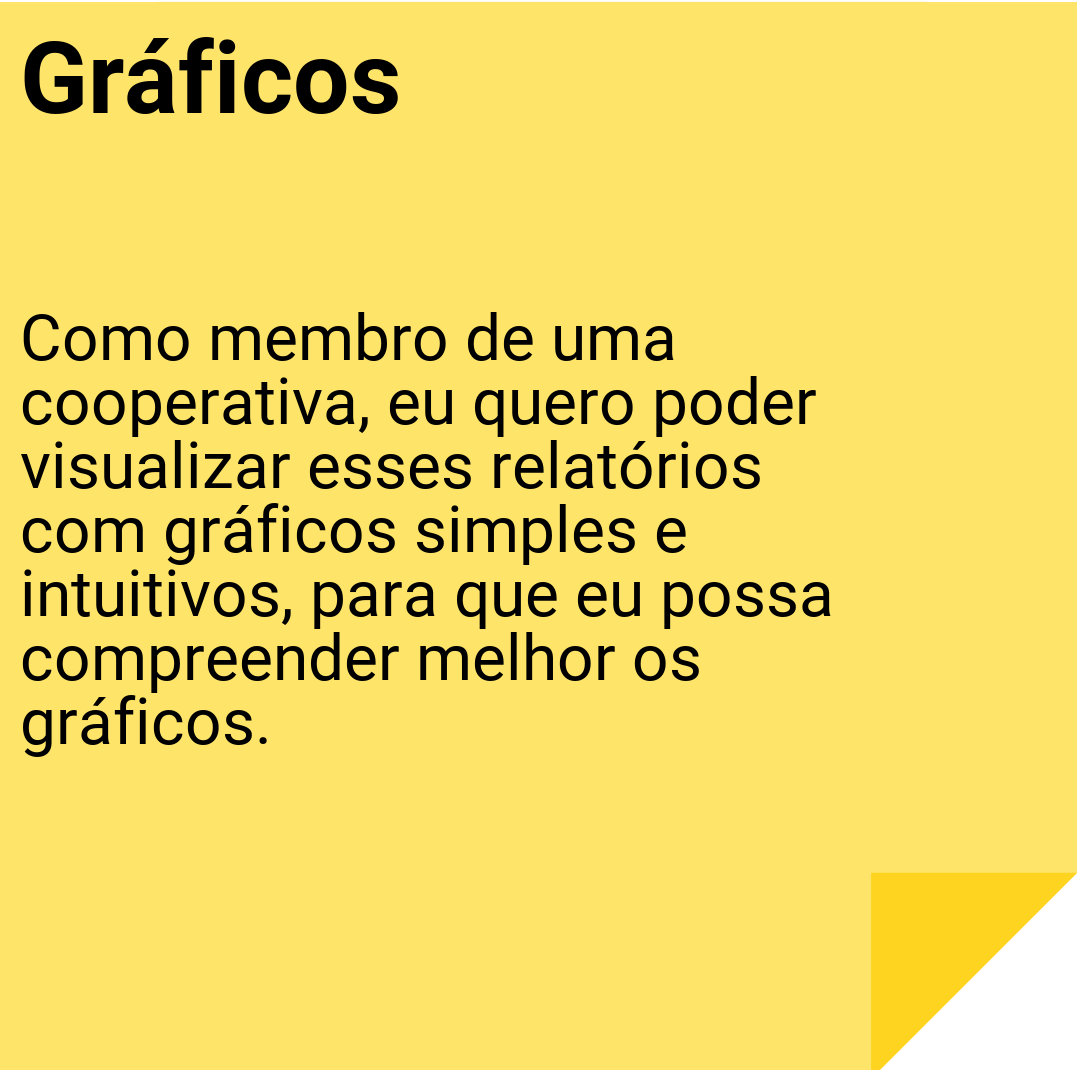 Gráficos
Como membro de uma
cooperativa, eu quero poder
visualizar esses relatórios
com gráficos simples e
intuitivos, para que eu possa
compreender melhor os
gráficos.